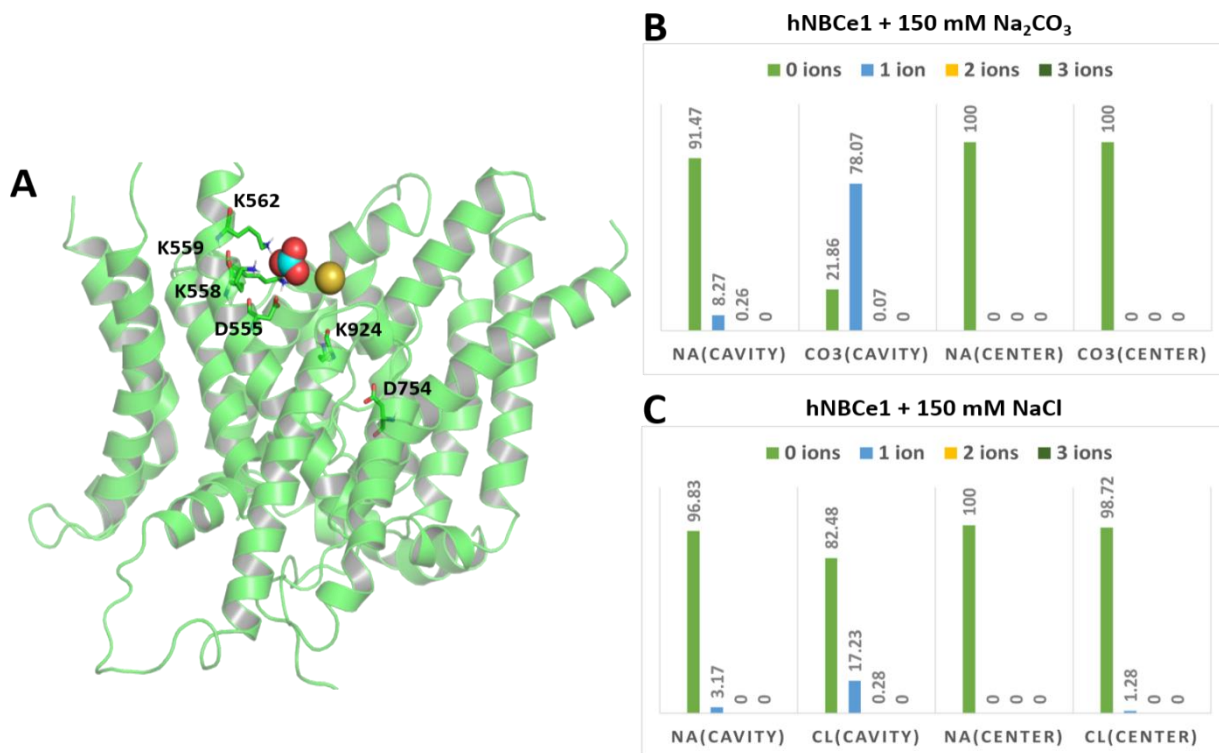 A
K562
K559
K558
D555
K924
D754
B
hNBCe1 + 150 mM Na₂CO₃
0 ions 1 ion 2 ions 3 ions
91.47 8.27 0.26 0 21.86 78.07 0.07 0 100 0 0 0 100 0 0 0
NA(CAVITY) CO3(CAVITY) NA(CENTER) CO3(CENTER)
C
hNBCe1 + 150 mM NaCl
0 ions 1 ion 2 ions 3 ions
96.83 3.17 0 0 82.48 17.23 0.28 0 100 0 0 0 98.72 1.28 0 0
NA(CAVITY) CL(CAVITY) NA(CENTER) CL(CENTER)